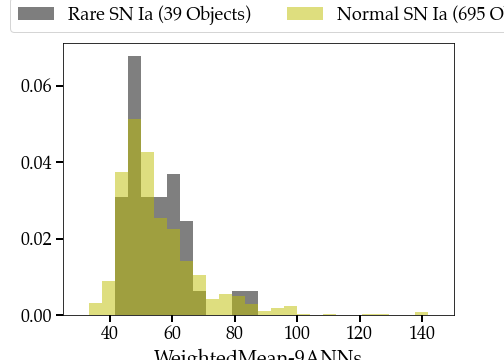 Rare SN Ia (39 Objects)
Normal SN Ia (695 O
0.06
0.04
0.02
0.00
40 60 80 100 120 140
WeightedMean-9ANNs